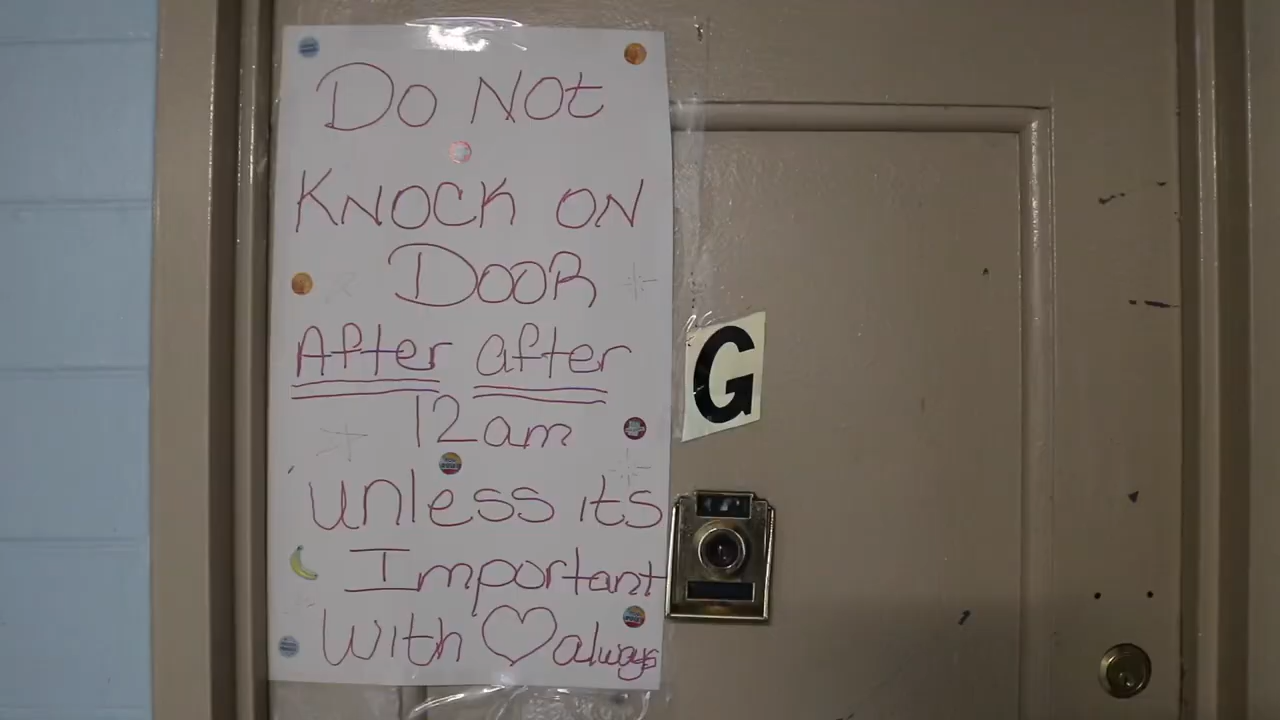 Do Not
KNOCK ON
DOOR
After after
12am
unless its
Important
With ♡ always
G